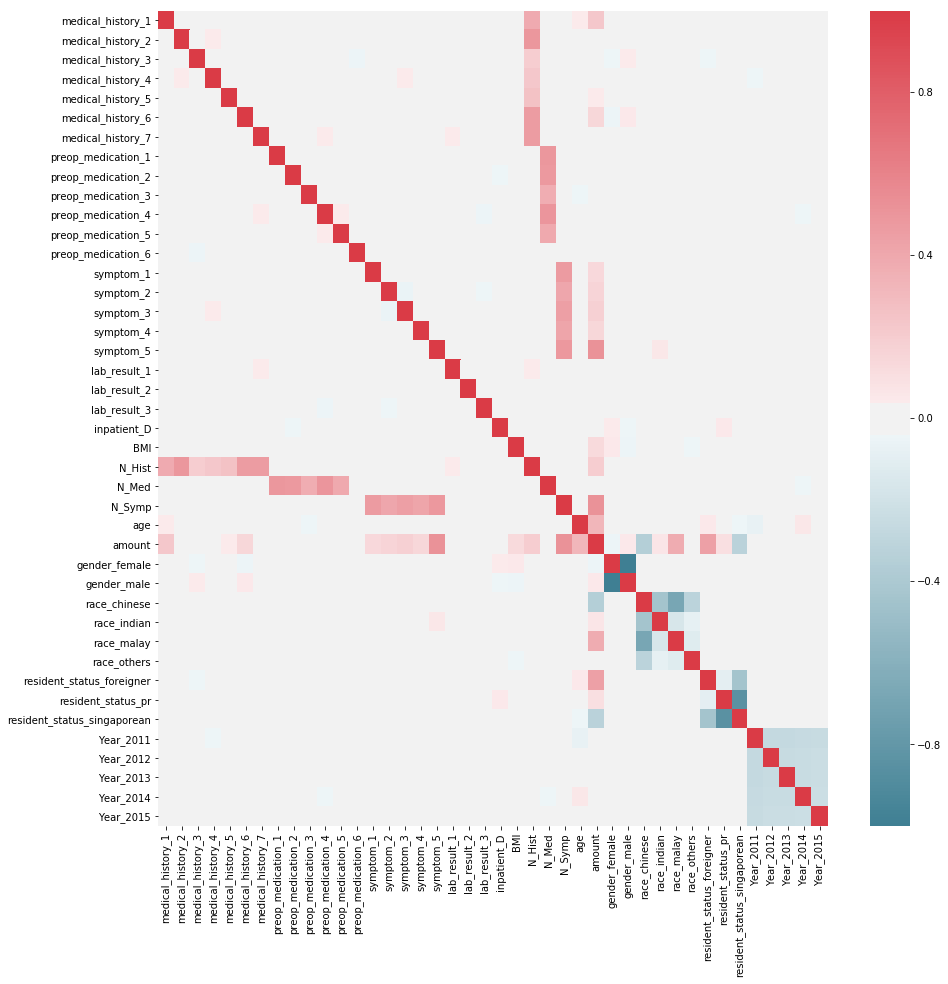 medical_history_1
medical_history_2
medical_history_3
medical_history_4
medical_history_5
medical_history_6
medical_history_7
preop_medication_1
preop_medication_2
preop_medication_3
preop_medication_4
preop_medication_5
preop_medication_6
symptom_1
symptom_2
symptom_3
symptom_4
symptom_5
lab_result_1
lab_result_2
lab_result_3
inpatient_D
BMI
N_Hist
N_Med
N_Symp
age
amount
gender_female
gender_male
race_chinese
race_indian
race_malay
race_others
resident_status_foreigner
resident_status_pr
resident_status_singaporean
Year_2011
Year_2012
Year_2013
Year_2014
Year_2015
medical_history_1
medical_history_2
medical_history_3
medical_history_4
medical_history_5
medical_history_6
medical_history_7
preop_medication_1
preop_medication_2
preop_medication_3
preop_medication_4
preop_medication_5
preop_medication_6
symptom_1
symptom_2
symptom_3
symptom_4
symptom_5
lab_result_1
lab_result_2
lab_result_3
inpatient_D
BMI
N_Hist
N_Med
N_Symp
age
amount
gender_female
gender_male
race_chinese
race_indian
race_malay
race_others
resident_status_foreigner
resident_status_pr
resident_status_singaporean
Year_2011
Year_2012
Year_2013
Year_2014
Year_2015
0.8
0.4
0.0
−0.4
−0.8